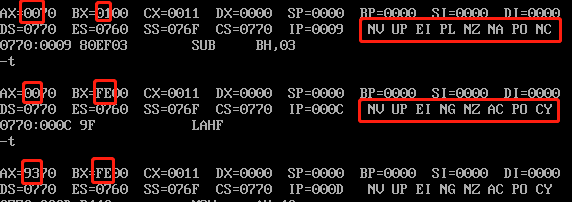 AX=0070 BX=0100 CX=0011 DX=0000 SP=0000 BP=0000 SI=0000 DI=0000
DS=0770 ES=0760 SS=076F CS=0770 IP=0009 NV UP EI PL NZ NA PO NC
0770:0009 80EF03 SUB BH,03
-t
AX=0070 BX=FE00 CX=0011 DX=0000 SP=0000 BP=0000 SI=0000 DI=0000
DS=0770 ES=0760 SS=076F CS=0770 IP=000C NV UP EI NG NZ AC PO CY
0770:000C 9F LAHF
-t
AX=9370 BX=FE00 CX=0011 DX=0000 SP=0000 BP=0000 SI=0000 DI=0000
DS=0770 ES=0760 SS=076F CS=0770 IP=000D NV UP EI NG NZ AC PO CY